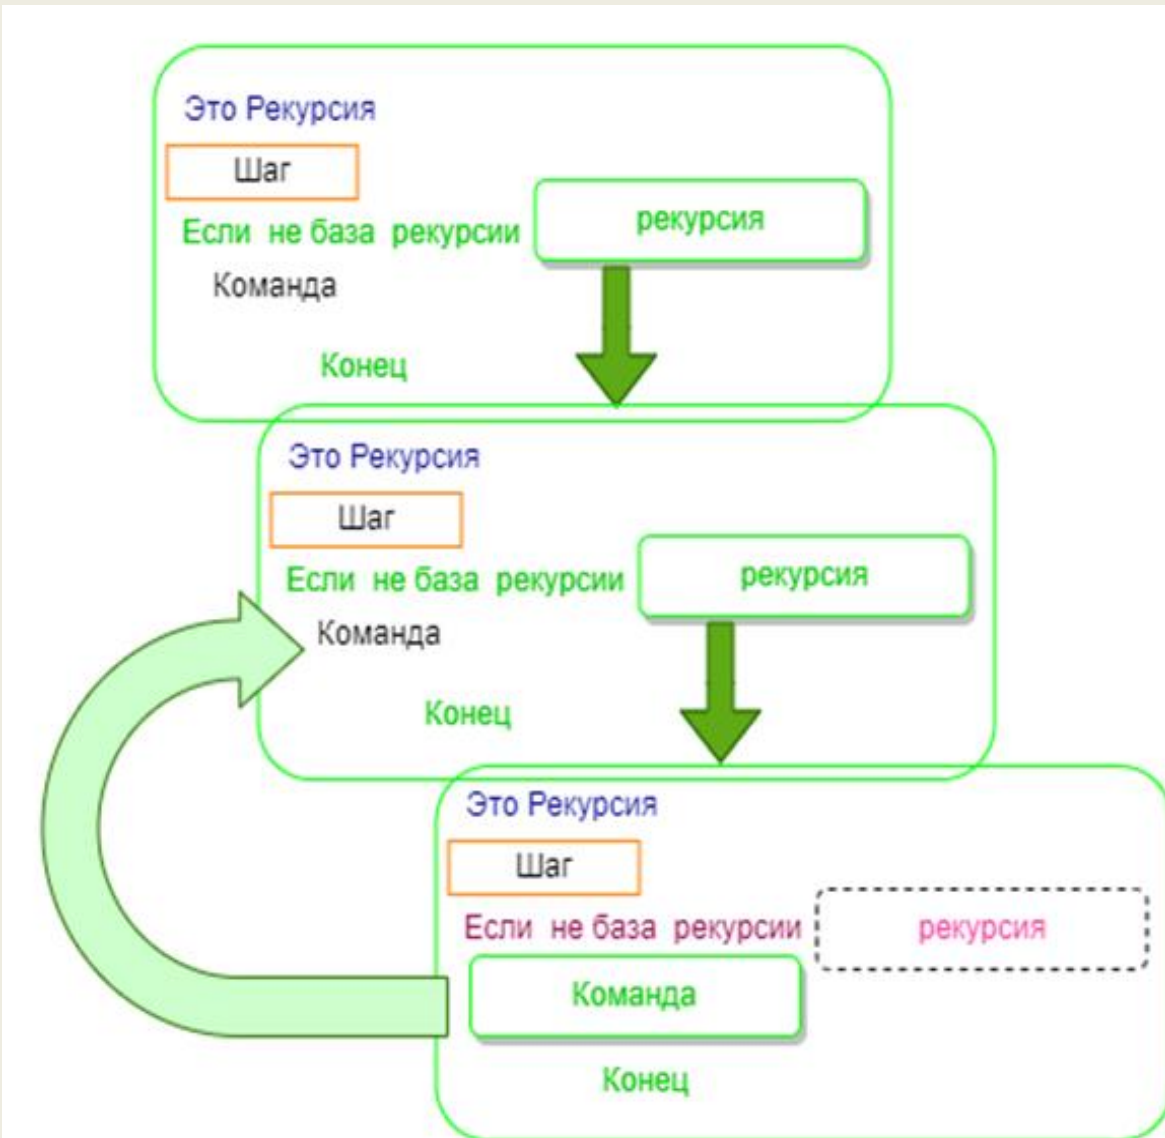 Это Рекурсия
Шаг
Если не база рекурсии рекурсия
Команда
Конец
Это Рекурсия
Шаг
Если не база рекурсии рекурсия
Команда
Конец
Это Рекурсия
Шаг
Если не база рекурсии рекурсия
Команда
Конец